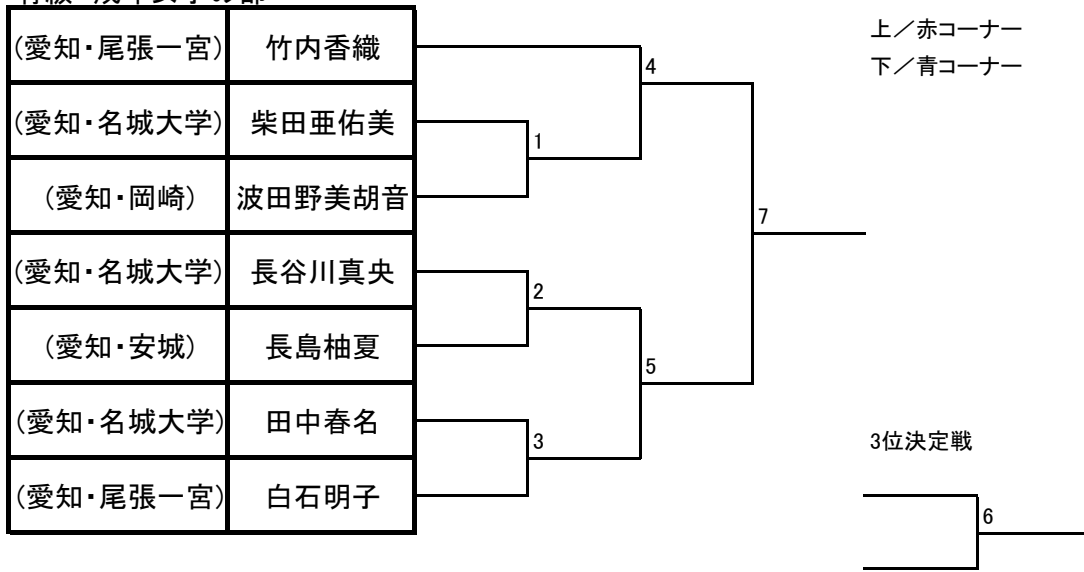 上／赤コーナー
下／青コーナー
(愛知・尾張一宮) 竹内香織
(愛知・名城大学) 柴田亜佑美
(愛知・岡崎) 波田野美胡音
(愛知・名城大学) 長谷川真央
(愛知・安城) 長島柚夏
(愛知・名城大学) 田中春名
(愛知・尾張一宮) 白石明子
4
1
7
2
5
3
3位決定戦
6